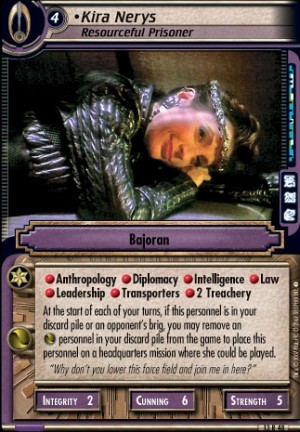 4
•Kira Nerys
Resourceful Prisoner
Bajoran
Anthropology Diplomacy Intelligence Law
Leadership Transporters 2 Treachery
At the start of each of your turns, if this personnel is in your
discard pile or an opponent's brig, you may remove an
personnel in your discard pile from the game to place this
personnel on a headquarters mission where she could be played.
"Why don't you lower this force field and join me in here?"
INTEGRITY 2 CUNNING 6 STRENGTH 5